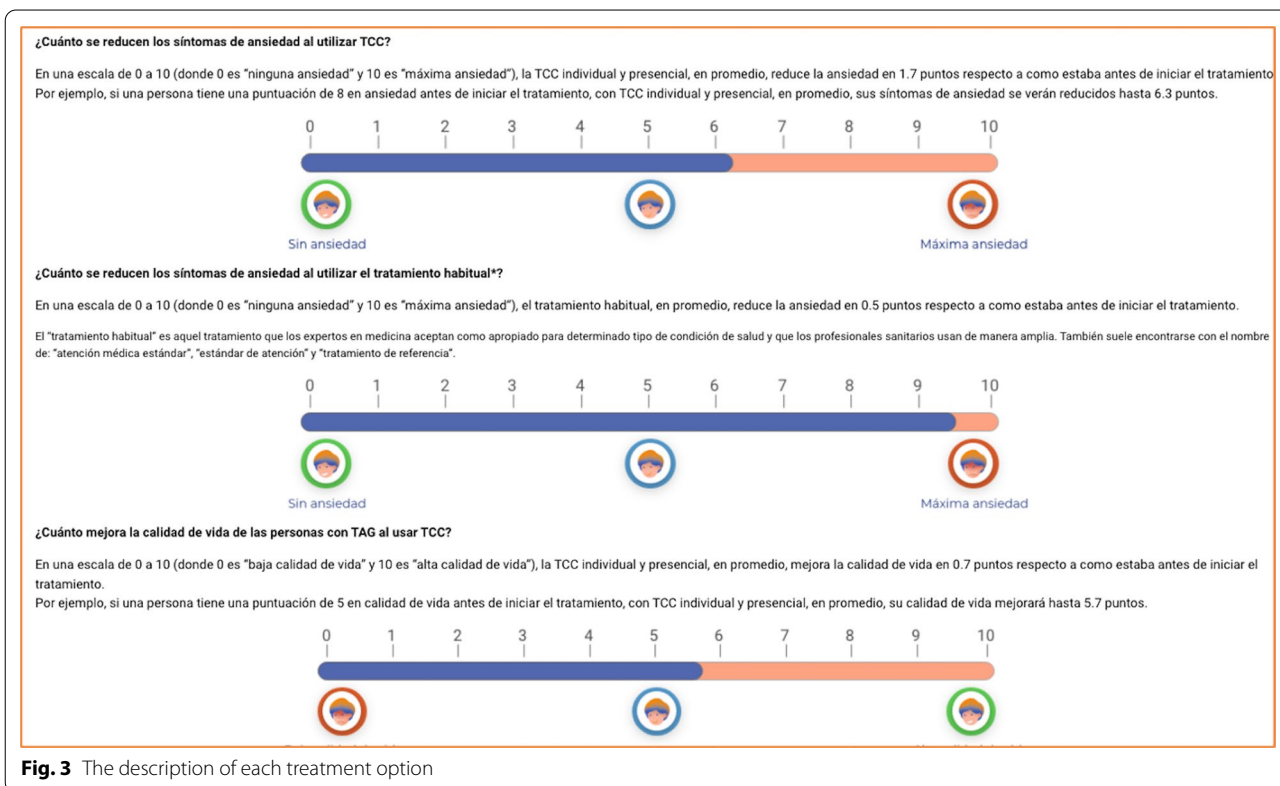 ¿Cuánto se reducen los síntomas de ansiedad al utilizar TCC?
En una escala de 0 a 10 (donde 0 es “ninguna ansiedad” y 10 es “máxima ansiedad”), la TCC individual y presencial, en promedio, reduce la ansiedad en 1.7 puntos respecto a como estaba antes de iniciar el tratamiento
Por ejemplo, si una persona tiene una puntuación de 8 en ansiedad antes de iniciar el tratamiento, con TCC individual y presencial, en promedio, sus síntomas de ansiedad se verán reducidos hasta 6.3 puntos.
0 1 2 3 4 5 6 7 8 9 10
Sin ansiedad Máxima ansiedad
¿Cuánto se reducen los síntomas de ansiedad al utilizar el tratamiento habitual*?
En una escala de 0 a 10 (donde 0 es “ninguna ansiedad” y 10 es “máxima ansiedad”), el tratamiento habitual, en promedio, reduce la ansiedad en 0.5 puntos respecto a como estaba antes de iniciar el tratamiento.
El “tratamiento habitual” es aquel tratamiento que los expertos en medicina aceptan como apropiado para determinado tipo de condición de salud y que los profesionales sanitarios usan de manera amplia. También suele encontrarse con el nombre
de: “atención médica estándar”, “estándar de atención” y “tratamiento de referencia”.
0 1 2 3 4 5 6 7 8 9 10
Sin ansiedad Máxima ansiedad
¿Cuánto mejora la calidad de vida de las personas con TAG al usar TCC?
En una escala de 0 a 10 (donde 0 es “baja calidad de vida” y 10 es “alta calidad de vida”), la TCC individual y presencial, en promedio, mejora la calidad de vida en 0.7 puntos respecto a como estaba antes de iniciar el
tratamiento.
Por ejemplo, si una persona tiene una puntuación de 5 en calidad de vida antes de iniciar el tratamiento, con TCC individual y presencial, en promedio, su calidad de vida mejorará hasta 5.7 puntos.
0 1 2 3 4 5 6 7 8 9 10
Fig. 3 The description of each treatment option